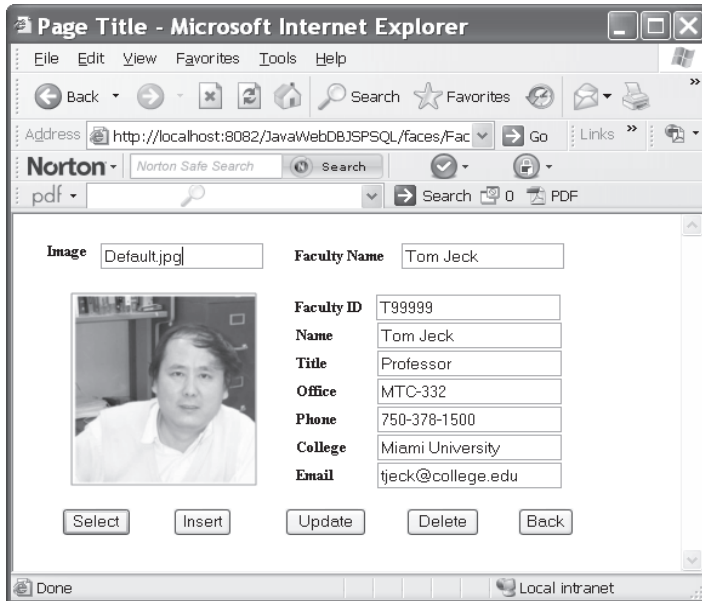 Page Title - Microsoft Internet Explorer
File Edit View Favorites Tools Help
Back Search Favorites »
Address http://localhost:8082/JavaWebDBJSPSQL/faces/Fac Go Links »
Norton Norton Safe Search Search
pdf Search 0 PDF
Image Default.jpg Faculty Name Tom Jeck
Faculty ID T99999
Name Tom Jeck
Title Professor
Office MTC-332
Phone 750-378-1500
College Miami University
Email tjeck@college.edu
Select Insert Update Delete Back
Done Local intranet